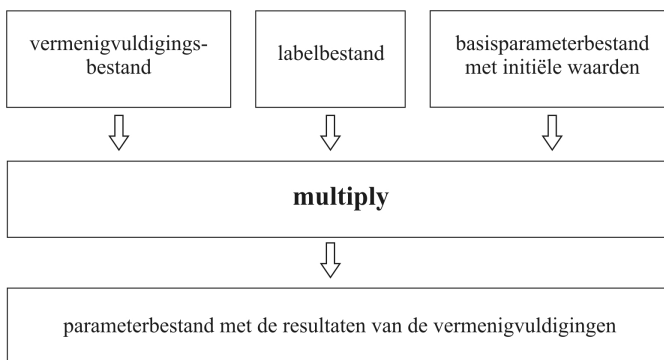 vermenigvuldigings-
bestand
labelbestand
basisparameterbestand
met initiële waarden
multiply
parameterbestand met de resultaten van de vermenigvuldigingen